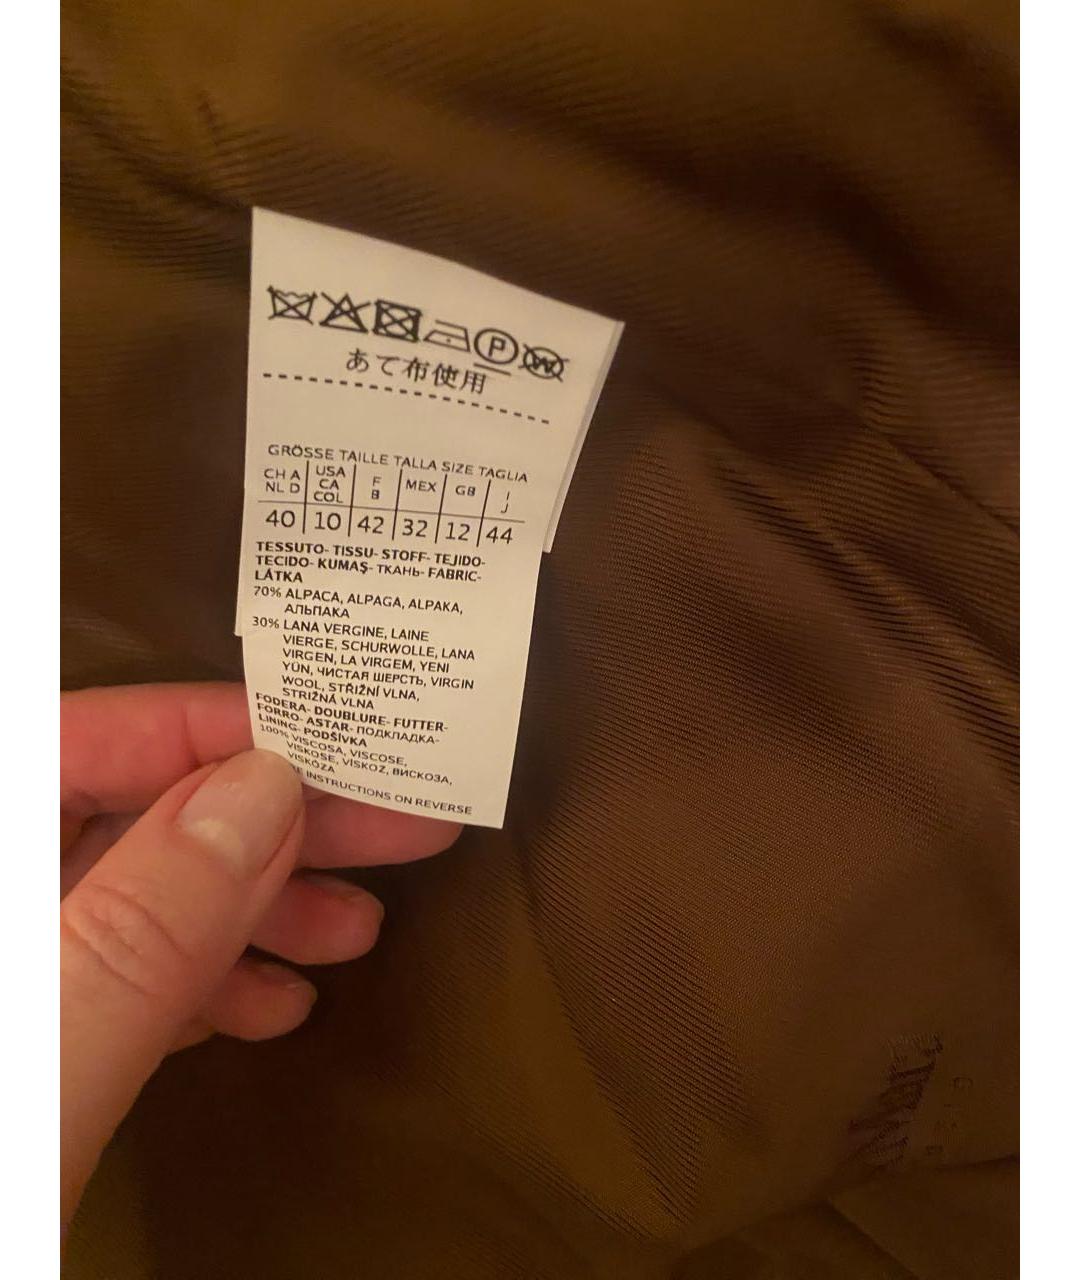 P
W
あて布使用
GRÖSSE TAILLE TALLA SIZE TAGLIA
CH A NL D | USA CA COL | F B | MEX | GB | I J
40 | 10 | 42 | 32 | 12 | 44
TESSUTO- TISSU- STOFF- TEJIDO-
TECIDO- KUMAŞ- ТКАНЬ- FABRIC-
LÁTKA
70% ALPACA, ALPAGA, ALPAKA,
АЛЬПАКА
30% LANA VERGINE, LAINE
VIERGE, SCHURWOLLE, LANA
VIRGEN, LA VIRGEM, YENI
YÜN, ЧИСТАЯ ШЕРСТЬ, VIRGIN
WOOL, STŘIŽNÍ VLNA,
STRIŽNÁ VLNA
FODERA- DOUBLURE- FUTTER-
FORRO- ASTAR- ПОДКЛАДКА-
LINING- PODŠÍVKA
100% VISCOSA, VISCOSE,
VISKOSE, VİSKOZ, ВИСКОЗА,
VISKÓZA
INSTRUCTIONS ON REVERSE